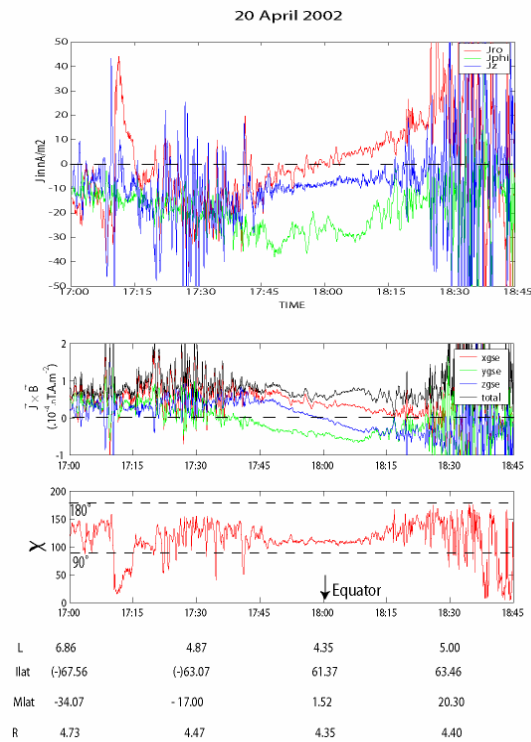 20 April 2002
50
40
30
20
10
0
-10
-20
-30
-40
-50
J in nA/m2
Jro
Jphi
Jz
17:00 17:15 17:30 17:45 18:00 18:15 18:30 18:45
TIME
2
1
0
-1
J × B
(.10⁻⁴.nT.A.m⁻²)
xgse
ygse
zgse
total
17:00 17:15 17:30 17:45 18:00 18:15 18:30 18:45
200
150
100
50
0
χ
180°
90°
Equator
17:00 17:15 17:30 17:45 18:00 18:15 18:30 18:45
L 6.86 4.87 4.35 5.00
Ilat (-)67.56 (-)63.07 61.37 63.46
Mlat -34.07 - 17.00 1.52 20.30
R 4.73 4.47 4.35 4.40